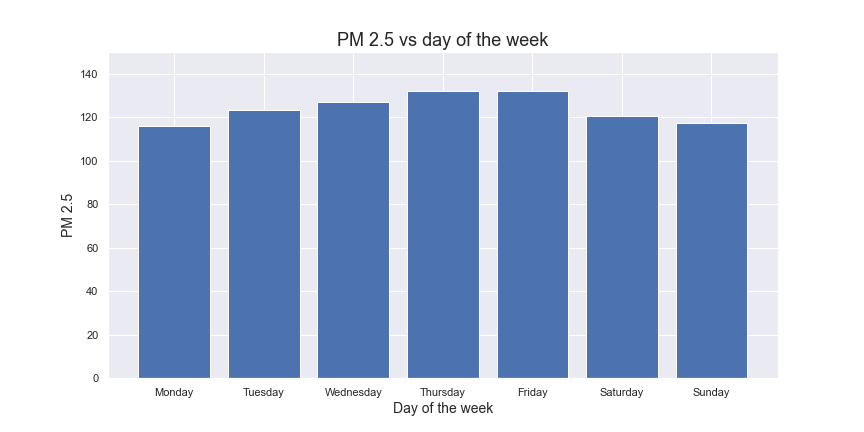 PM 2.5 vs day of the week
140
120
100
80
60
40
20
0
PM 2.5
Monday Tuesday Wednesday Thursday Friday Saturday Sunday
Day of the week